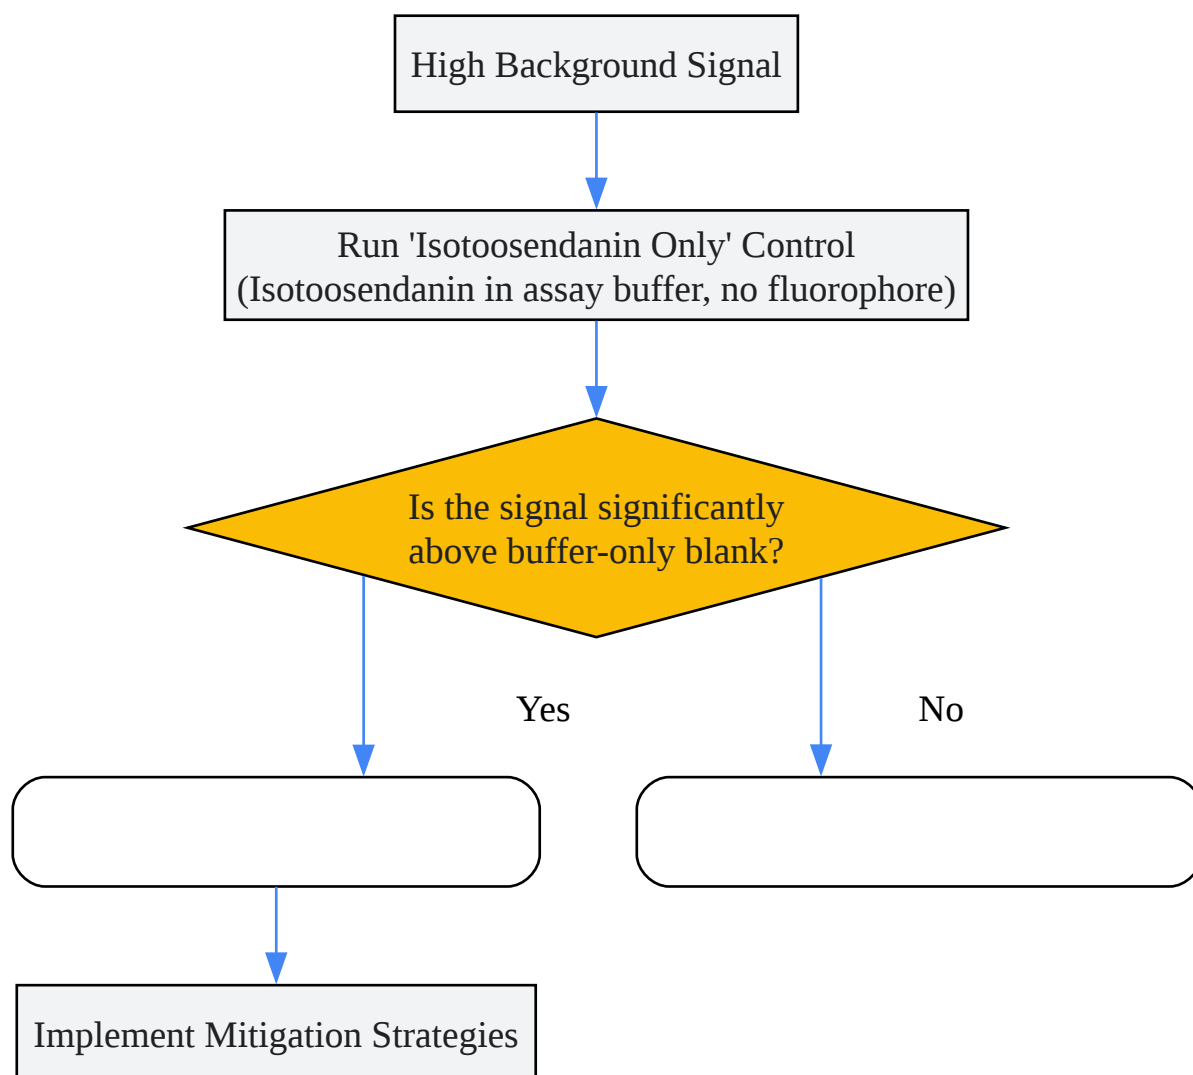 High Background Signal
Run 'Isotoosendanin Only' Control
(Isotoosendanin in assay buffer, no fluorophore)
Is the signal significantly
above buffer-only blank?
Yes
No
Implement Mitigation Strategies